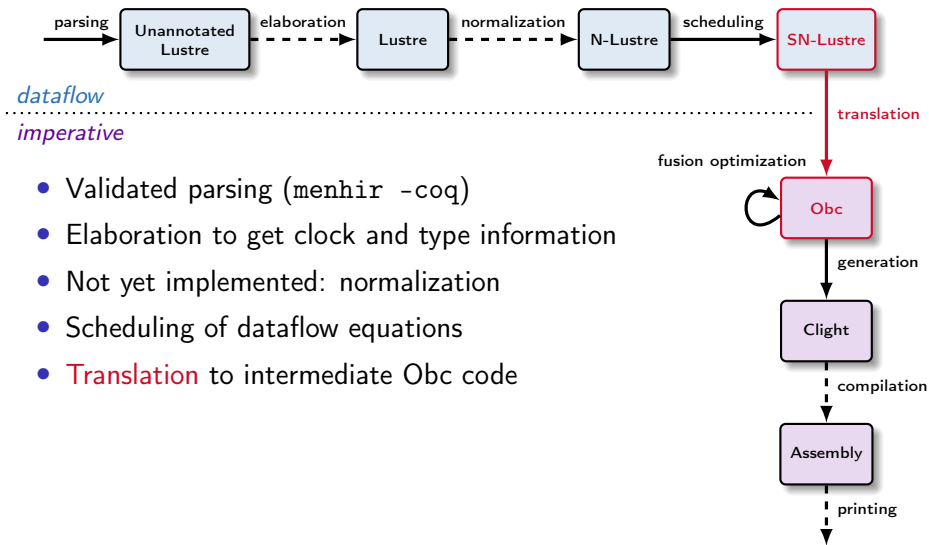 parsing
Unannotated
Lustre
elaboration
Lustre
normalization
N-Lustre
scheduling
SN-Lustre
dataflow
imperative
translation
fusion optimization
Obc
• Validated parsing (menhir -coq)
• Elaboration to get clock and type information
• Not yet implemented: normalization
• Scheduling of dataflow equations
• Translation to intermediate Obc code
generation
Clight
compilation
Assembly
printing